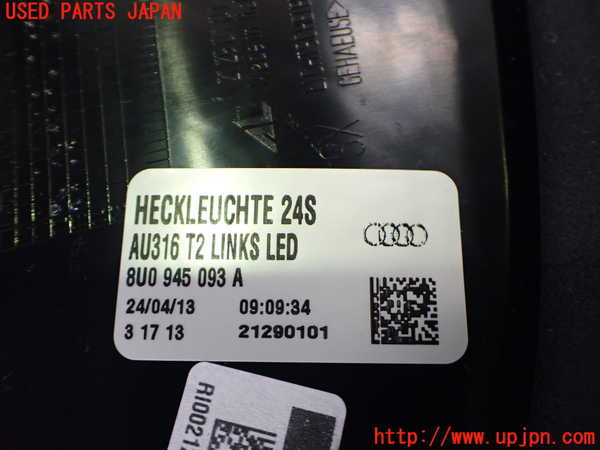 USED PARTS JAPAN
GEHAEUSE>
HECKLEUCHTE 24S
AU316 T2 LINKS LED
8U0 945 093 A
24/04/13 09:09:34
3 17 13 21290101
http://www.upjpn.com/